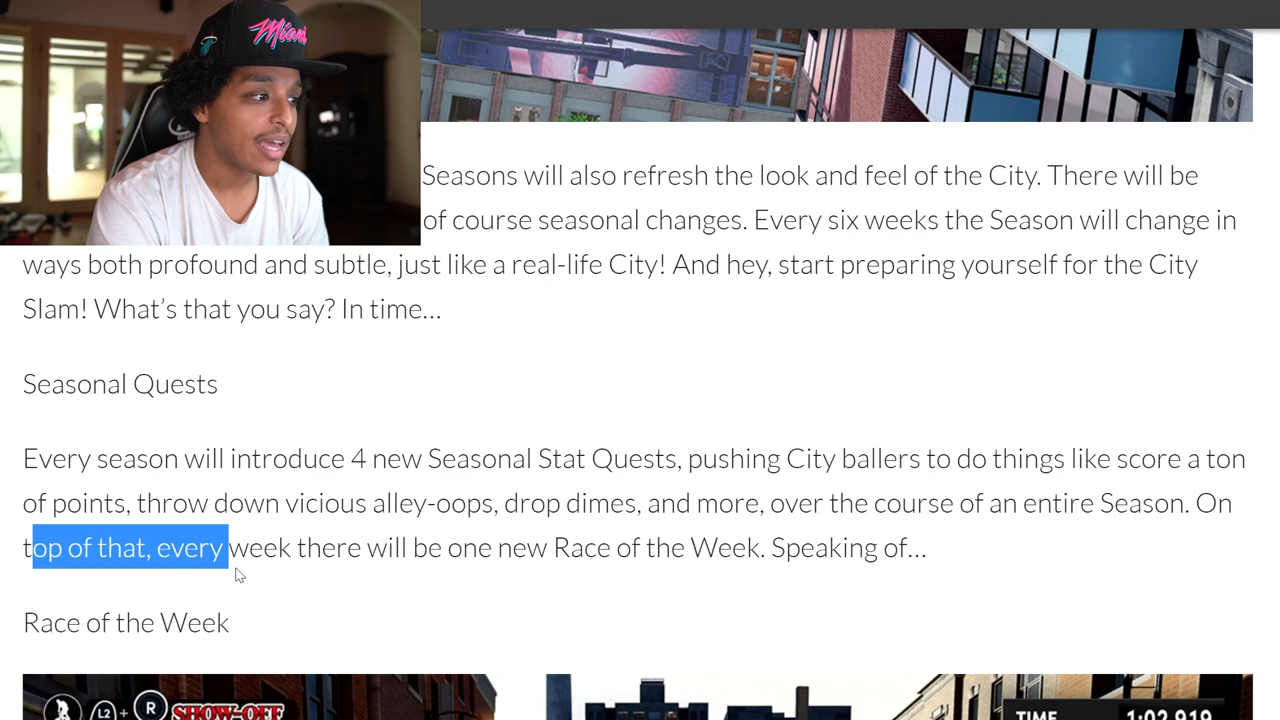 Miami
Seasons will also refresh the look and feel of the City. There will be
of course seasonal changes. Every six weeks the Season will change in
ways both profound and subtle, just like a real-life City! And hey, start preparing yourself for the City
Slam! What’s that you say? In time…
Seasonal Quests
Every season will introduce 4 new Seasonal Stat Quests, pushing City ballers to do things like score a ton
of points, throw down vicious alley-oops, drop dimes, and more, over the course of an entire Season. On
top of that, every week there will be one new Race of the Week. Speaking of…
Race of the Week
L2 + R SHOW-OFF
TIME 1:02.919